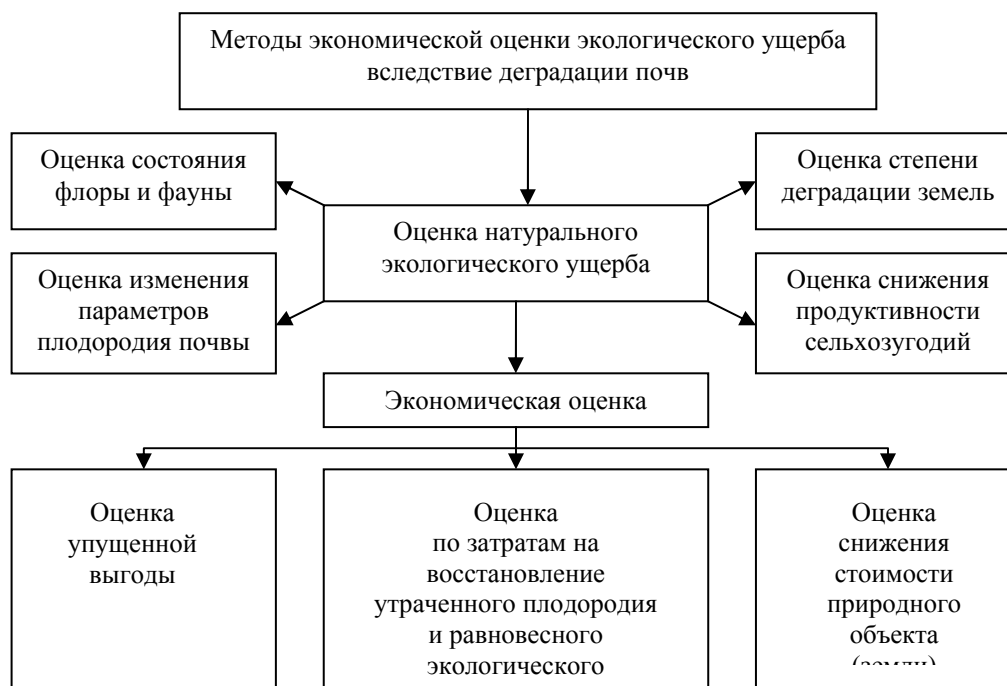 Методы экономической оценки экологического ущерба
вследствие деградации почв
Оценка состояния
флоры и фауны
Оценка степени
деградации земель
Оценка натурального
экологического ущерба
Оценка изменения
параметров
плодородия почвы
Оценка снижения
продуктивности
сельхозугодий
Экономическая оценка
Оценка
упущенной
выгоды
Оценка
по затратам на
восстановление
утраченного плодородия
и равновесного
экологического
Оценка
снижения
стоимости
природного
объекта
(земли)